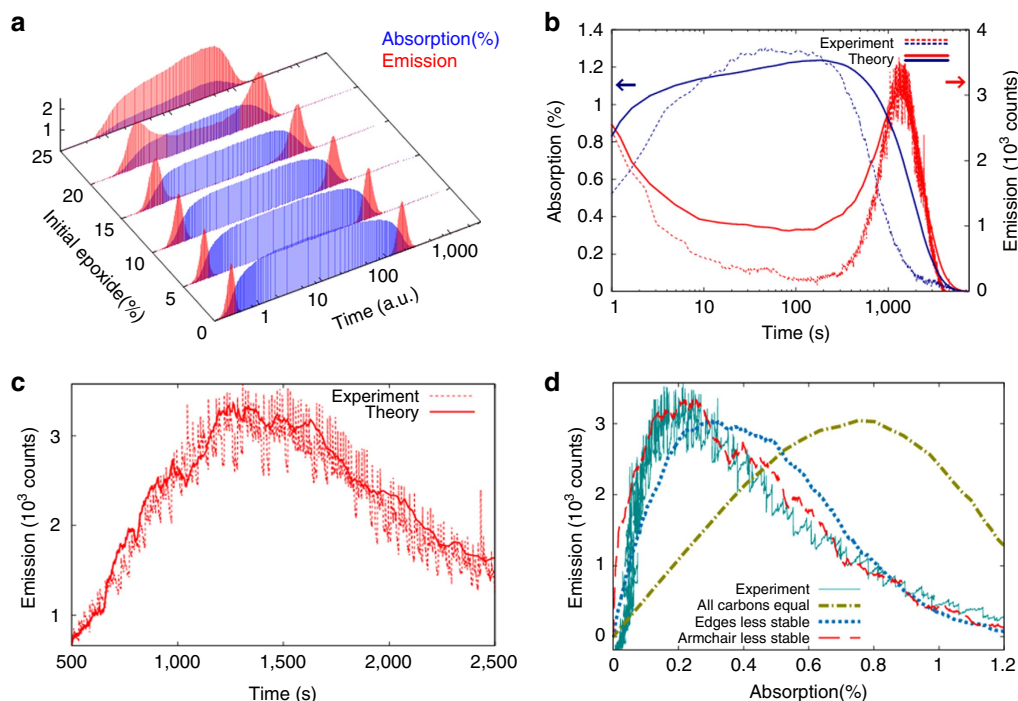 a
Absorption(%)
Emission
2
1
25
20
15
10
5
0
Initial epoxide(%)
1
10
100
1,000
Time (a.u.)
b
1.4
1.2
1
0.8
0.6
0.4
0.2
0
Absorption (%)
Experiment
Theory
4
3
2
1
0
Emission (10³ counts)
1
10
100
1,000
Time (s)
c
3
2
1
Emission (10³ counts)
Experiment
Theory
500
1,000
1,500
2,000
2,500
Time (s)
d
3
2
1
0
Emission (10³ counts)
Experiment
All carbons equal
Edges less stable
Armchair less stable
0
0.2
0.4
0.6
0.8
1
1.2
Absorption(%)